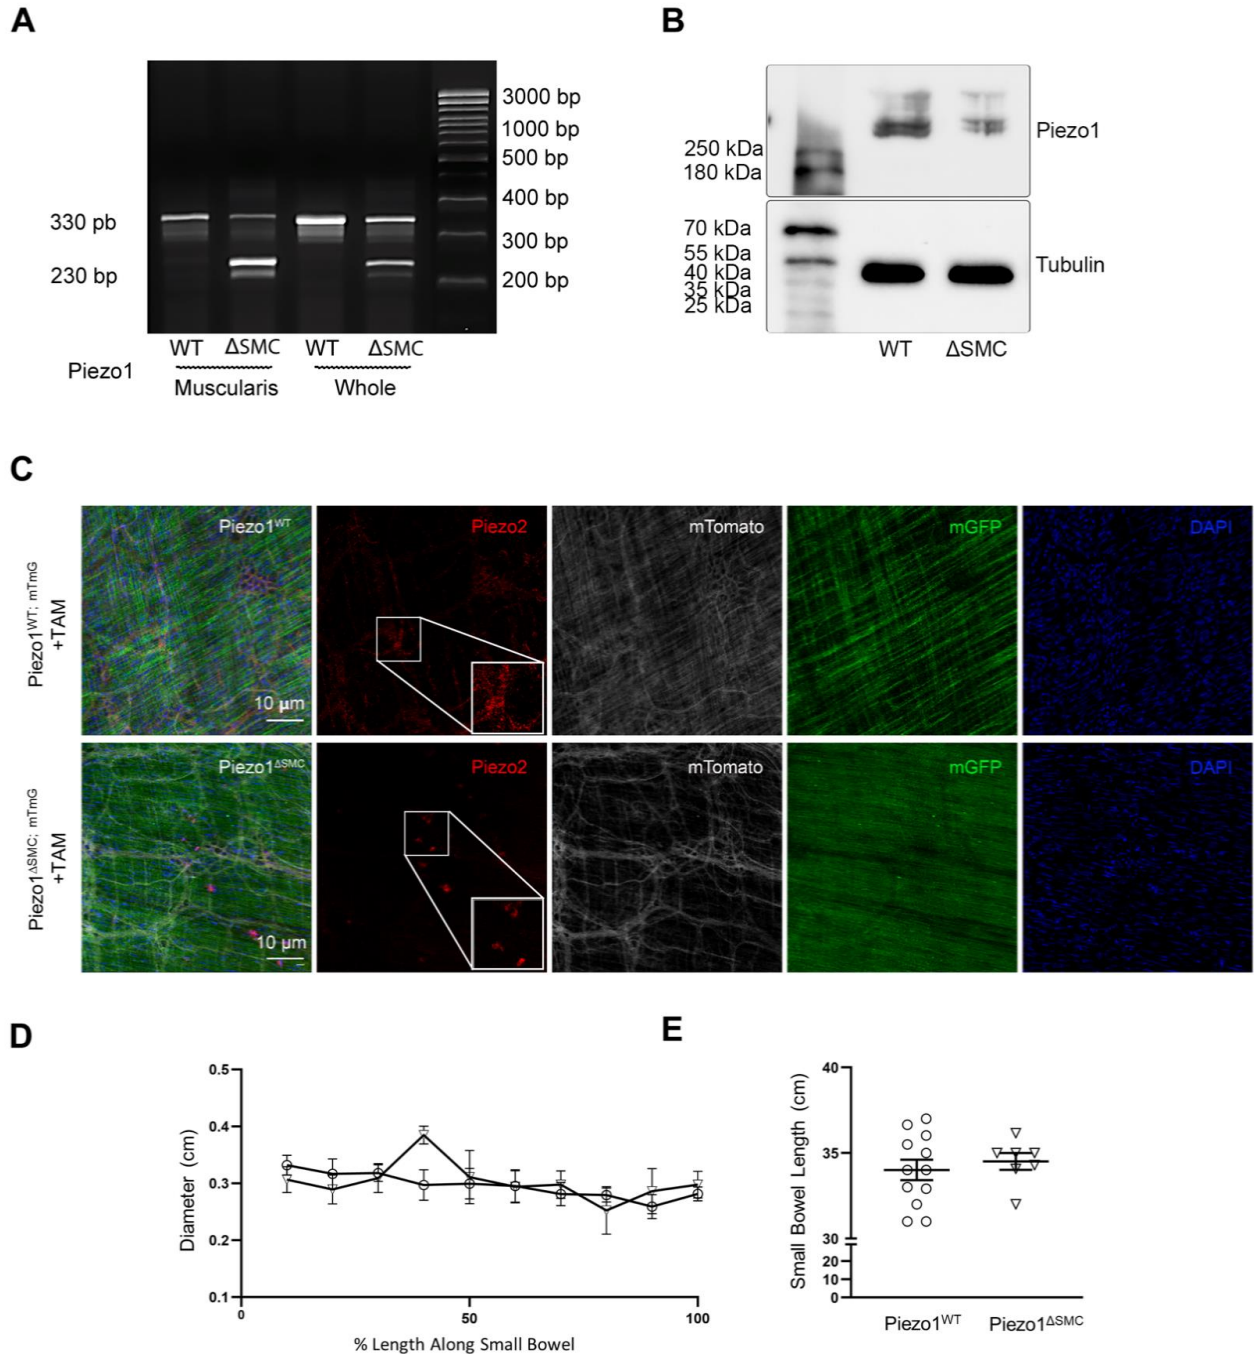 A
3000 bp
1000 bp
500 bp
400 bp
300 bp
200 bp
330 pb
230 bp
WT ΔSMC WT ΔSMC
Piezo1
Muscularis Whole
B
250 kDa
180 kDa
Piezo1
70 kDa
55 kDa
40 kDa
35 kDa
25 kDa
Tubulin
WT ΔSMC
C
Piezo1WT; mTmG
+TAM
Piezo1WT
10 µm
Piezo2
mTomato
mGFP
DAPI
Piezo1ΔSMC; mTmG
+TAM
Piezo1ΔSMC
10 µm
Piezo2
mTomato
mGFP
DAPI
D
Diameter (cm)
0.5
0.4
0.3
0.2
0.1
0 50 100
% Length Along Small Bowel
E
Small Bowel Length (cm)
40
35
30
20
10
0
Piezo1WT Piezo1ΔSMC